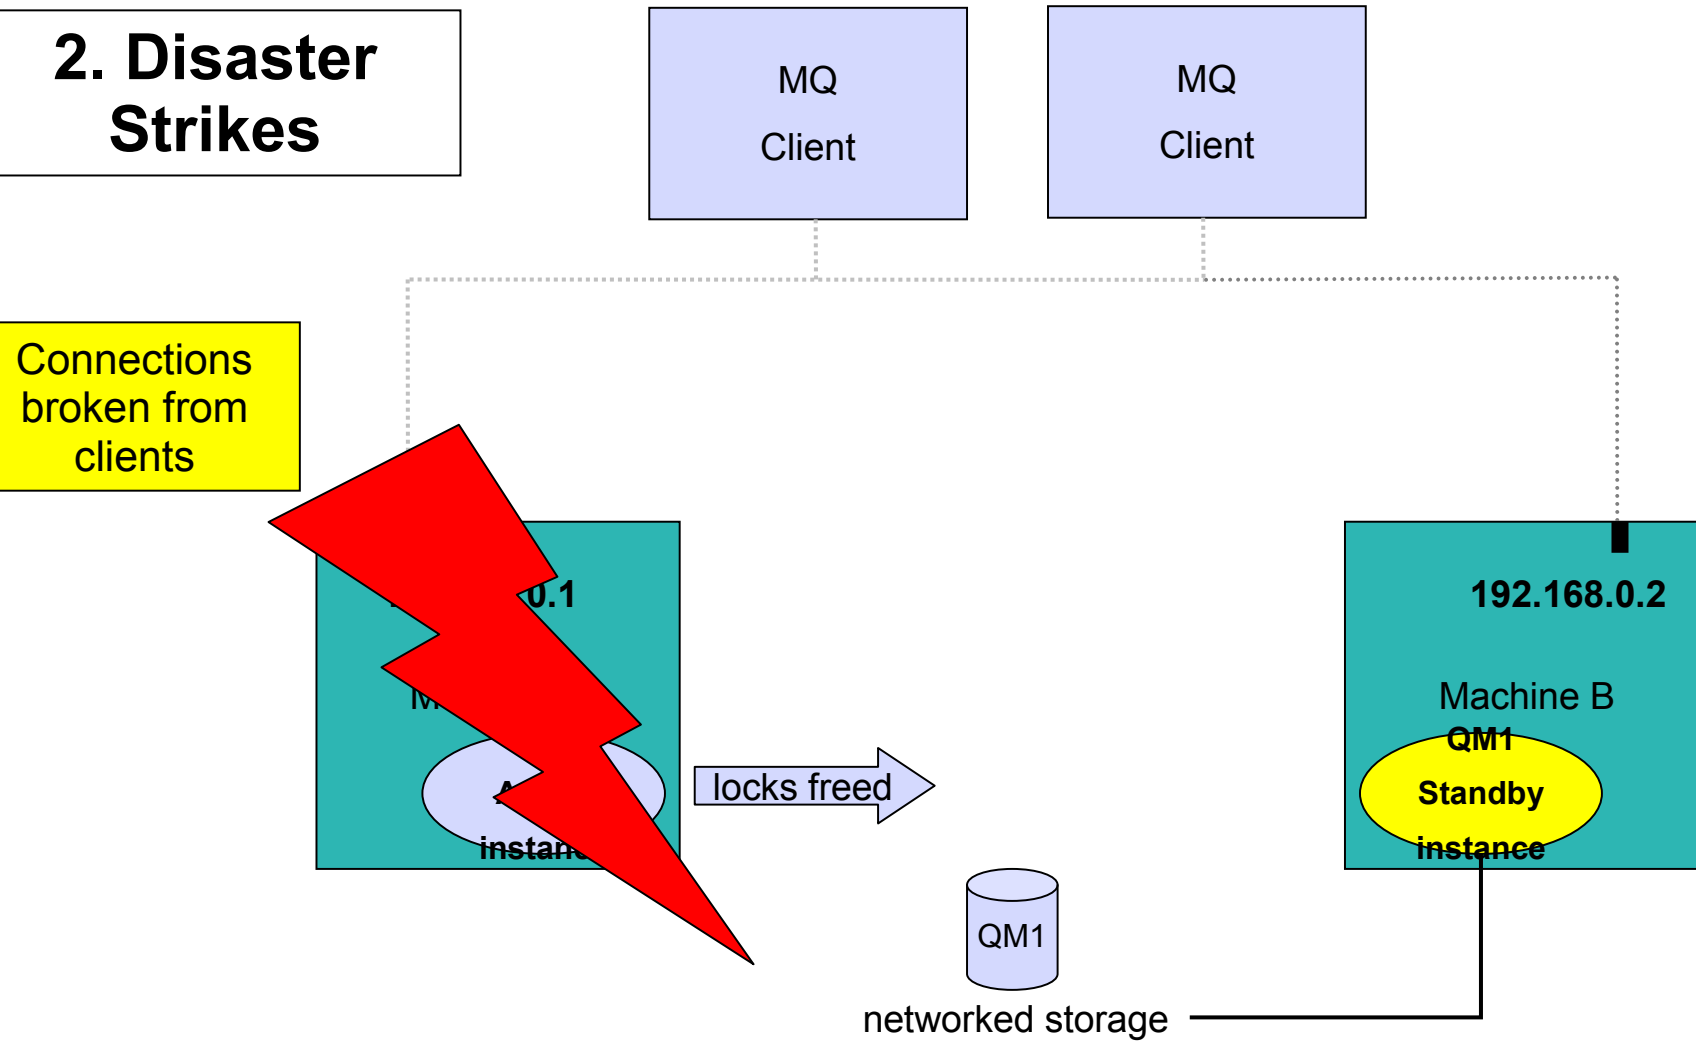 2. Disaster
Strikes
MQ
Client
MQ
Client
Connections
broken from
clients
0.1
192.168.0.2
Machine B
QM1
Standby
instance
locks freed
QM1
networked storage